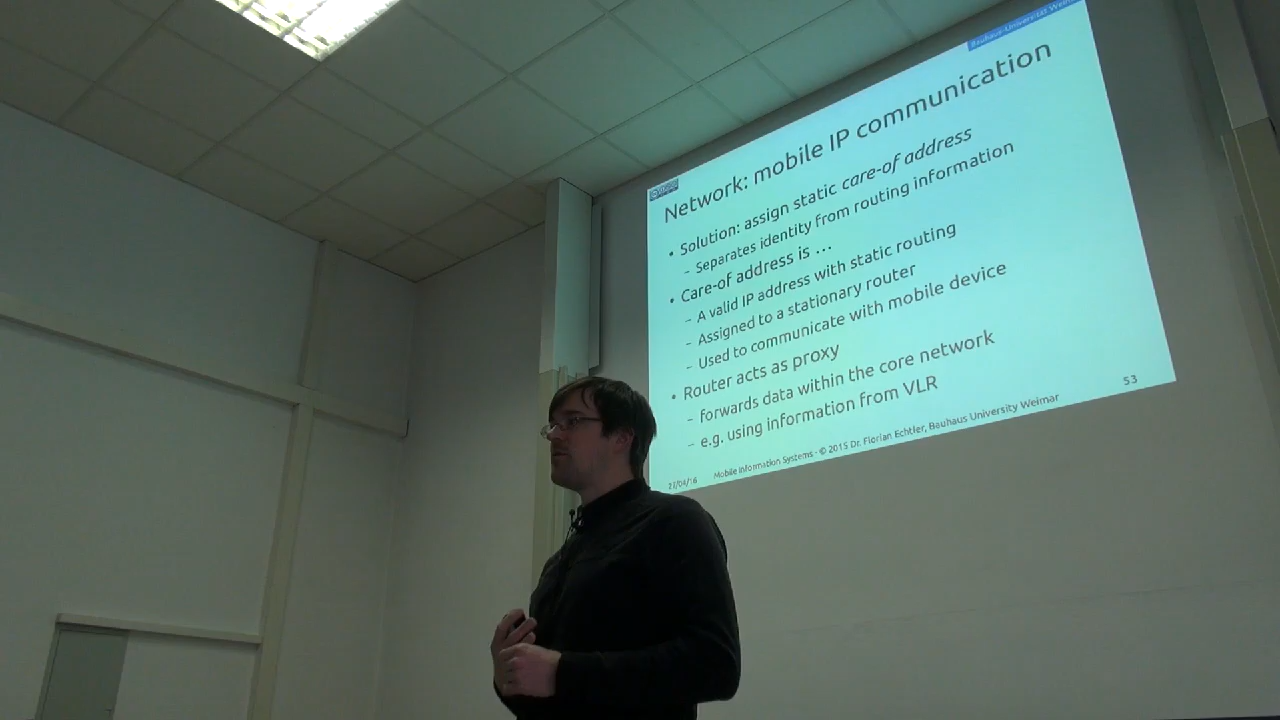 Bauhaus-Universität Weimar
Network: mobile IP communication
• Solution: assign static care-of address
– Separates identity from routing information
• Care-of address is …
– A valid IP address with static routing
– Assigned to a stationary router
– Used to communicate with mobile device
• Router acts as proxy
– forwards data within the core network
– e.g. using information from VLR
27/04/16
Mobile Information Systems - © 2015 Dr. Florian Echtler, Bauhaus University Weimar
53